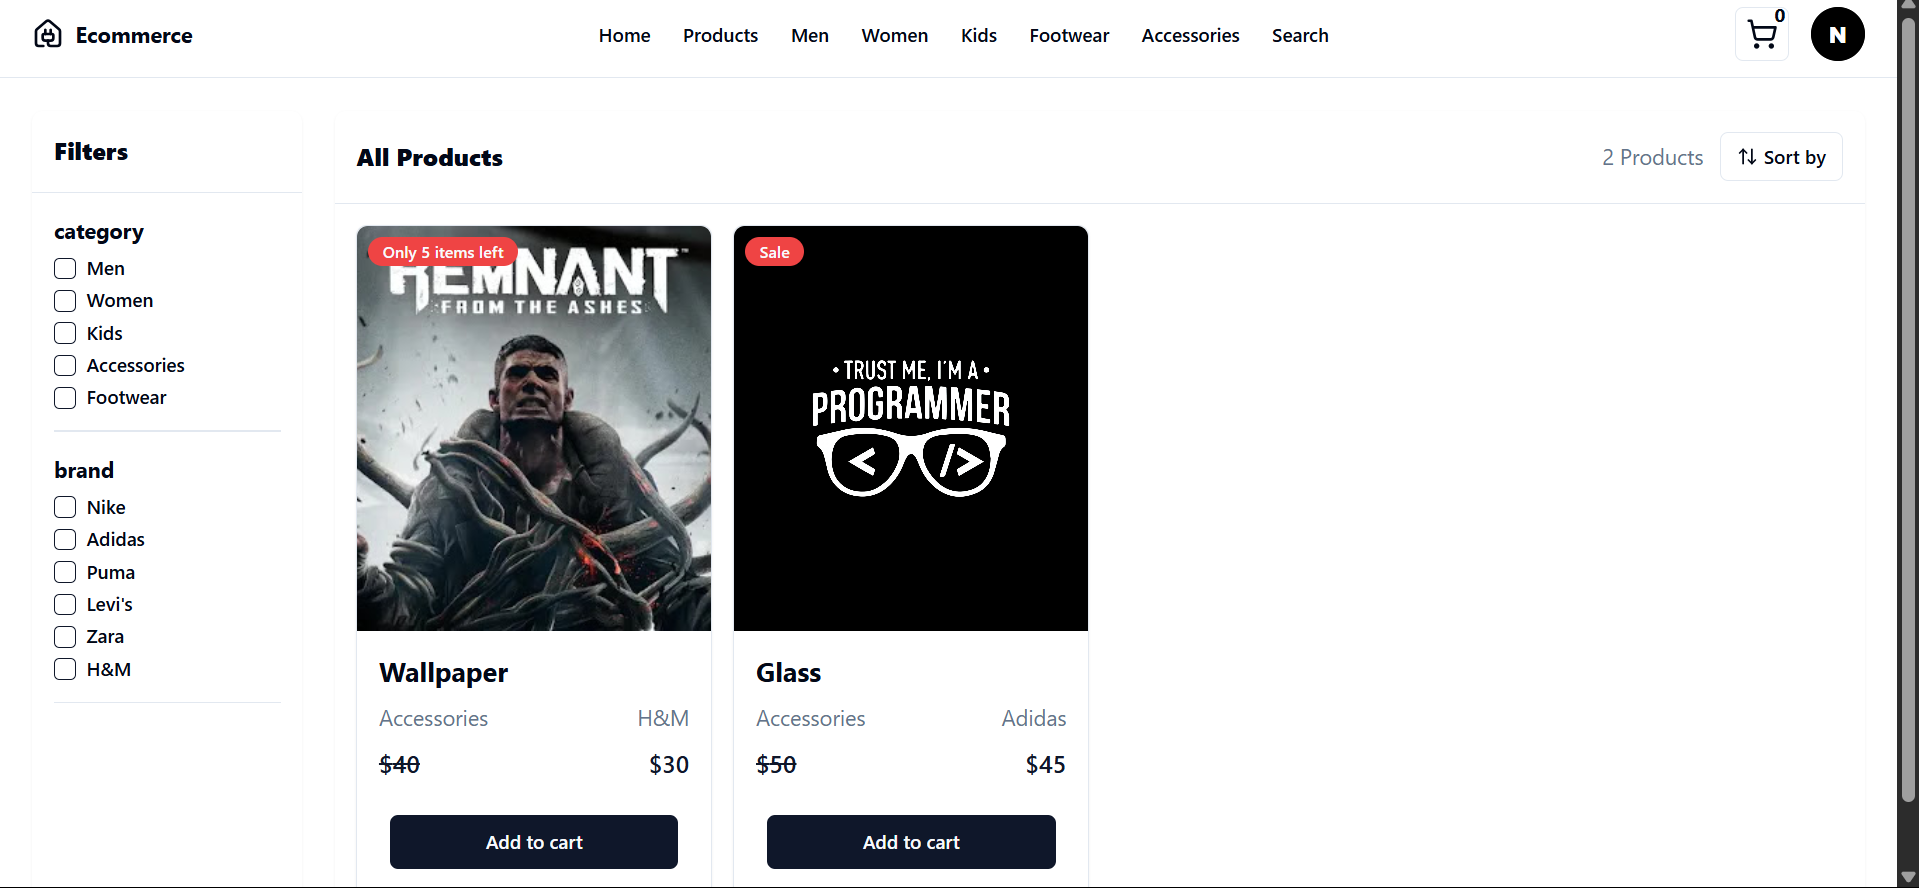 Ecommerce
Home Products Men Women Kids Footwear Accessories Search
0
N
Filters
category
Men
Women
Kids
Accessories
Footwear
brand
Nike
Adidas
Puma
Levi's
Zara
H&M
All Products
2 Products
Sort by
Only 5 items left
REMNANT™
FROM THE ASHES
Wallpaper
Accessories H&M
$40 $30
Add to cart
Sale
• TRUST ME, I'M A •
PROGRAMMER
< />
Glass
Accessories Adidas
$50 $45
Add to cart